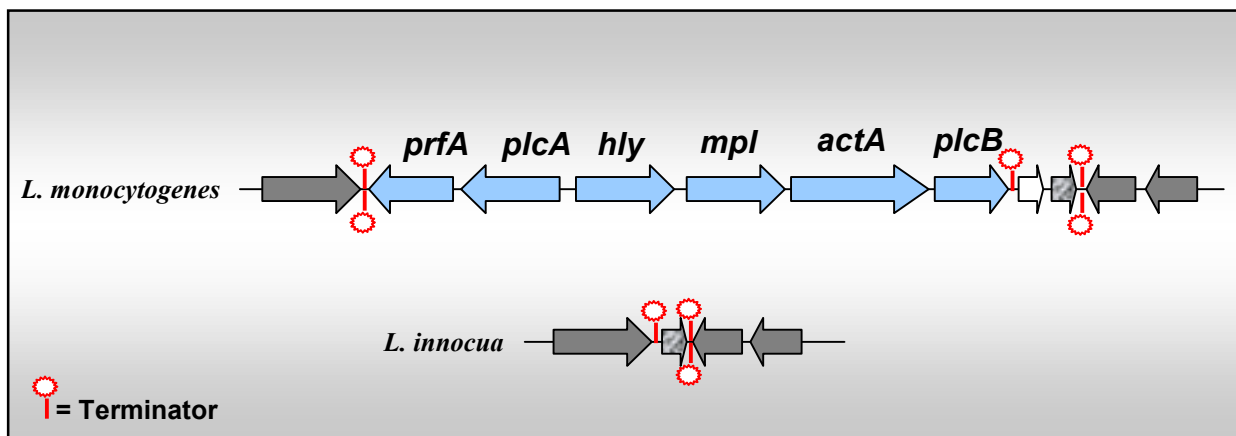 prfA plcA hly mpl actA plcB
L. monocytogenes
L. innocua
= Terminator